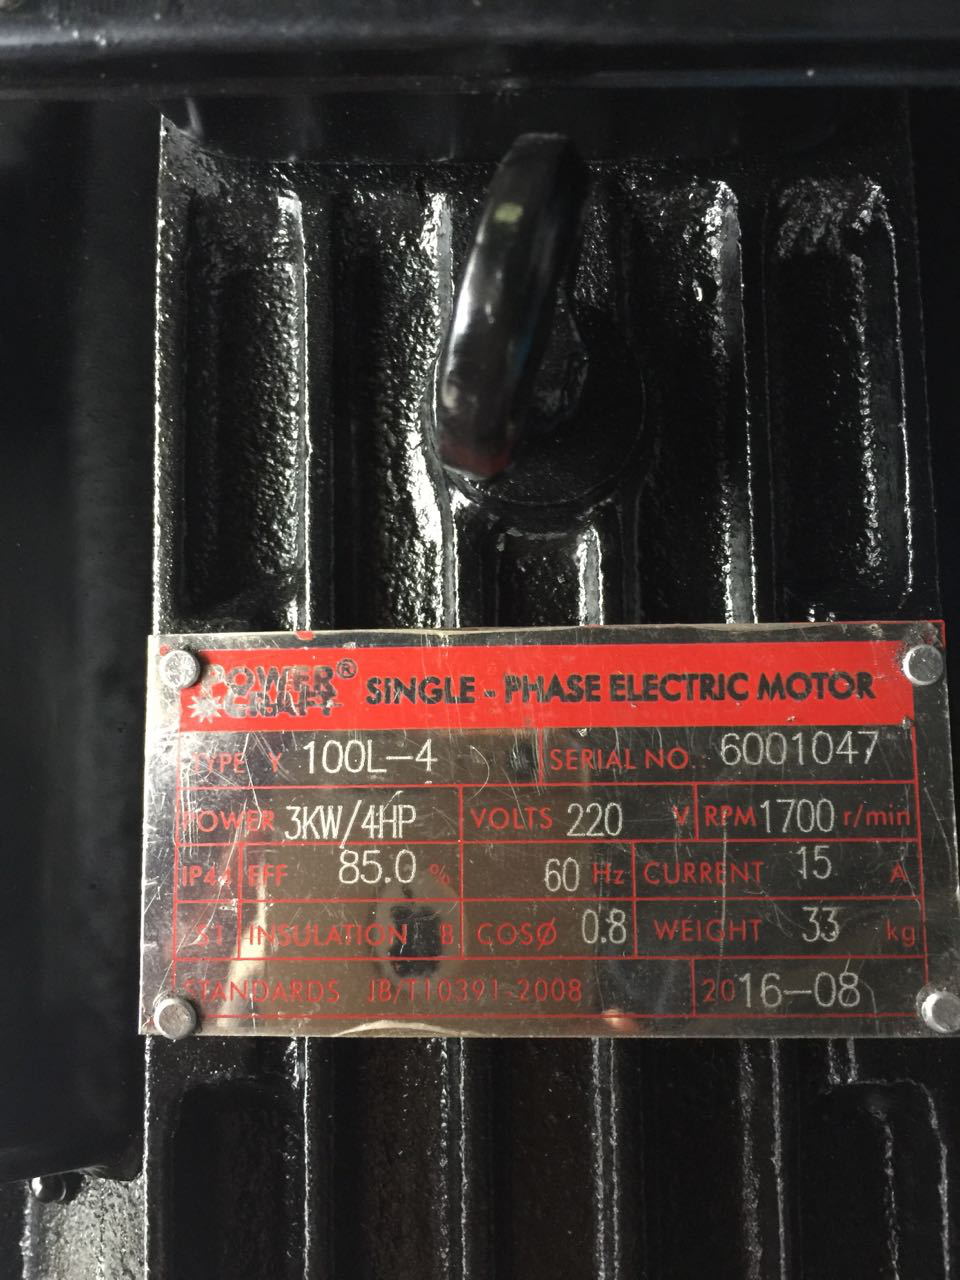 POWER CRAFT® SINGLE - PHASE ELECTRIC MOTOR
TYPE Y 100L-4 SERIAL NO. 6001047
POWER 3KW/4HP VOLTS 220 V RPM 1700 r/min
IP44 EFF 85.0 % 60 Hz CURRENT 15 A
S1 INSULATION B COSØ 0.8 WEIGHT 33 kg
STANDARDS JB/T10391-2008 2016-08